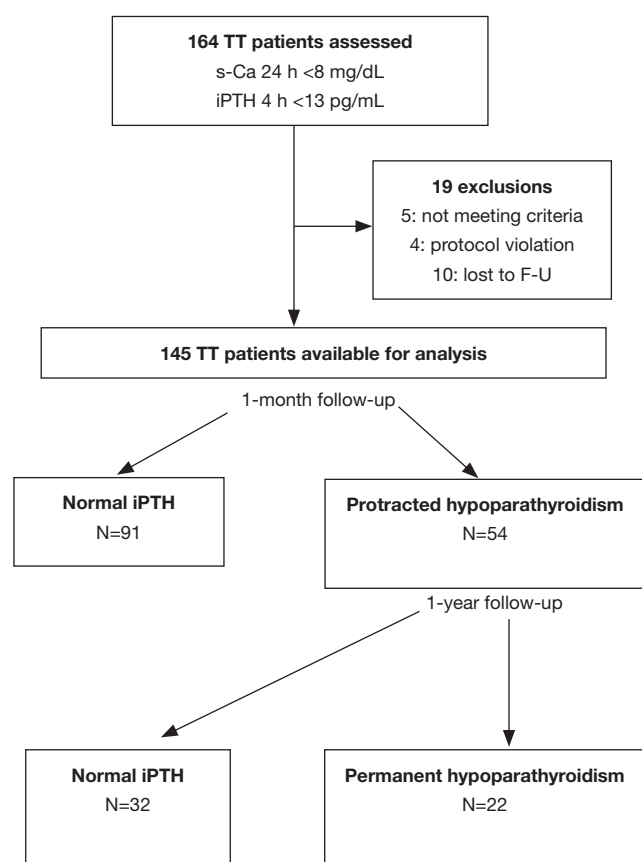 164 TT patients assessed
s-Ca 24 h <8 mg/dL
iPTH 4 h <13 pg/mL
19 exclusions
5: not meeting criteria
4: protocol violation
10: lost to F-U
145 TT patients available for analysis
1-month follow-up
Normal iPTH
N=91
Protracted hypoparathyroidism
N=54
1-year follow-up
Normal iPTH
N=32
Permanent hypoparathyroidism
N=22